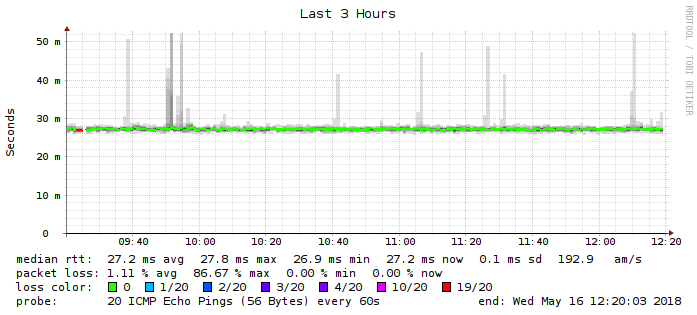 Last 3 Hours
RRDTOOL / TOBI OETIKER
Seconds
50 m
40 m
30 m
20 m
10 m
0
09:40 10:00 10:20 10:40 11:00 11:20 11:40 12:00 12:20
median rtt: 27.2 ms avg 27.8 ms max 26.9 ms min 27.2 ms now 0.1 ms sd 192.9 am/s
packet loss: 1.11 % avg 86.67 % max 0.00 % min 0.00 % now
loss color: 0 1/20 2/20 3/20 4/20 10/20 19/20
probe: 20 ICMP Echo Pings (56 Bytes) every 60s end: Wed May 16 12:20:03 2018